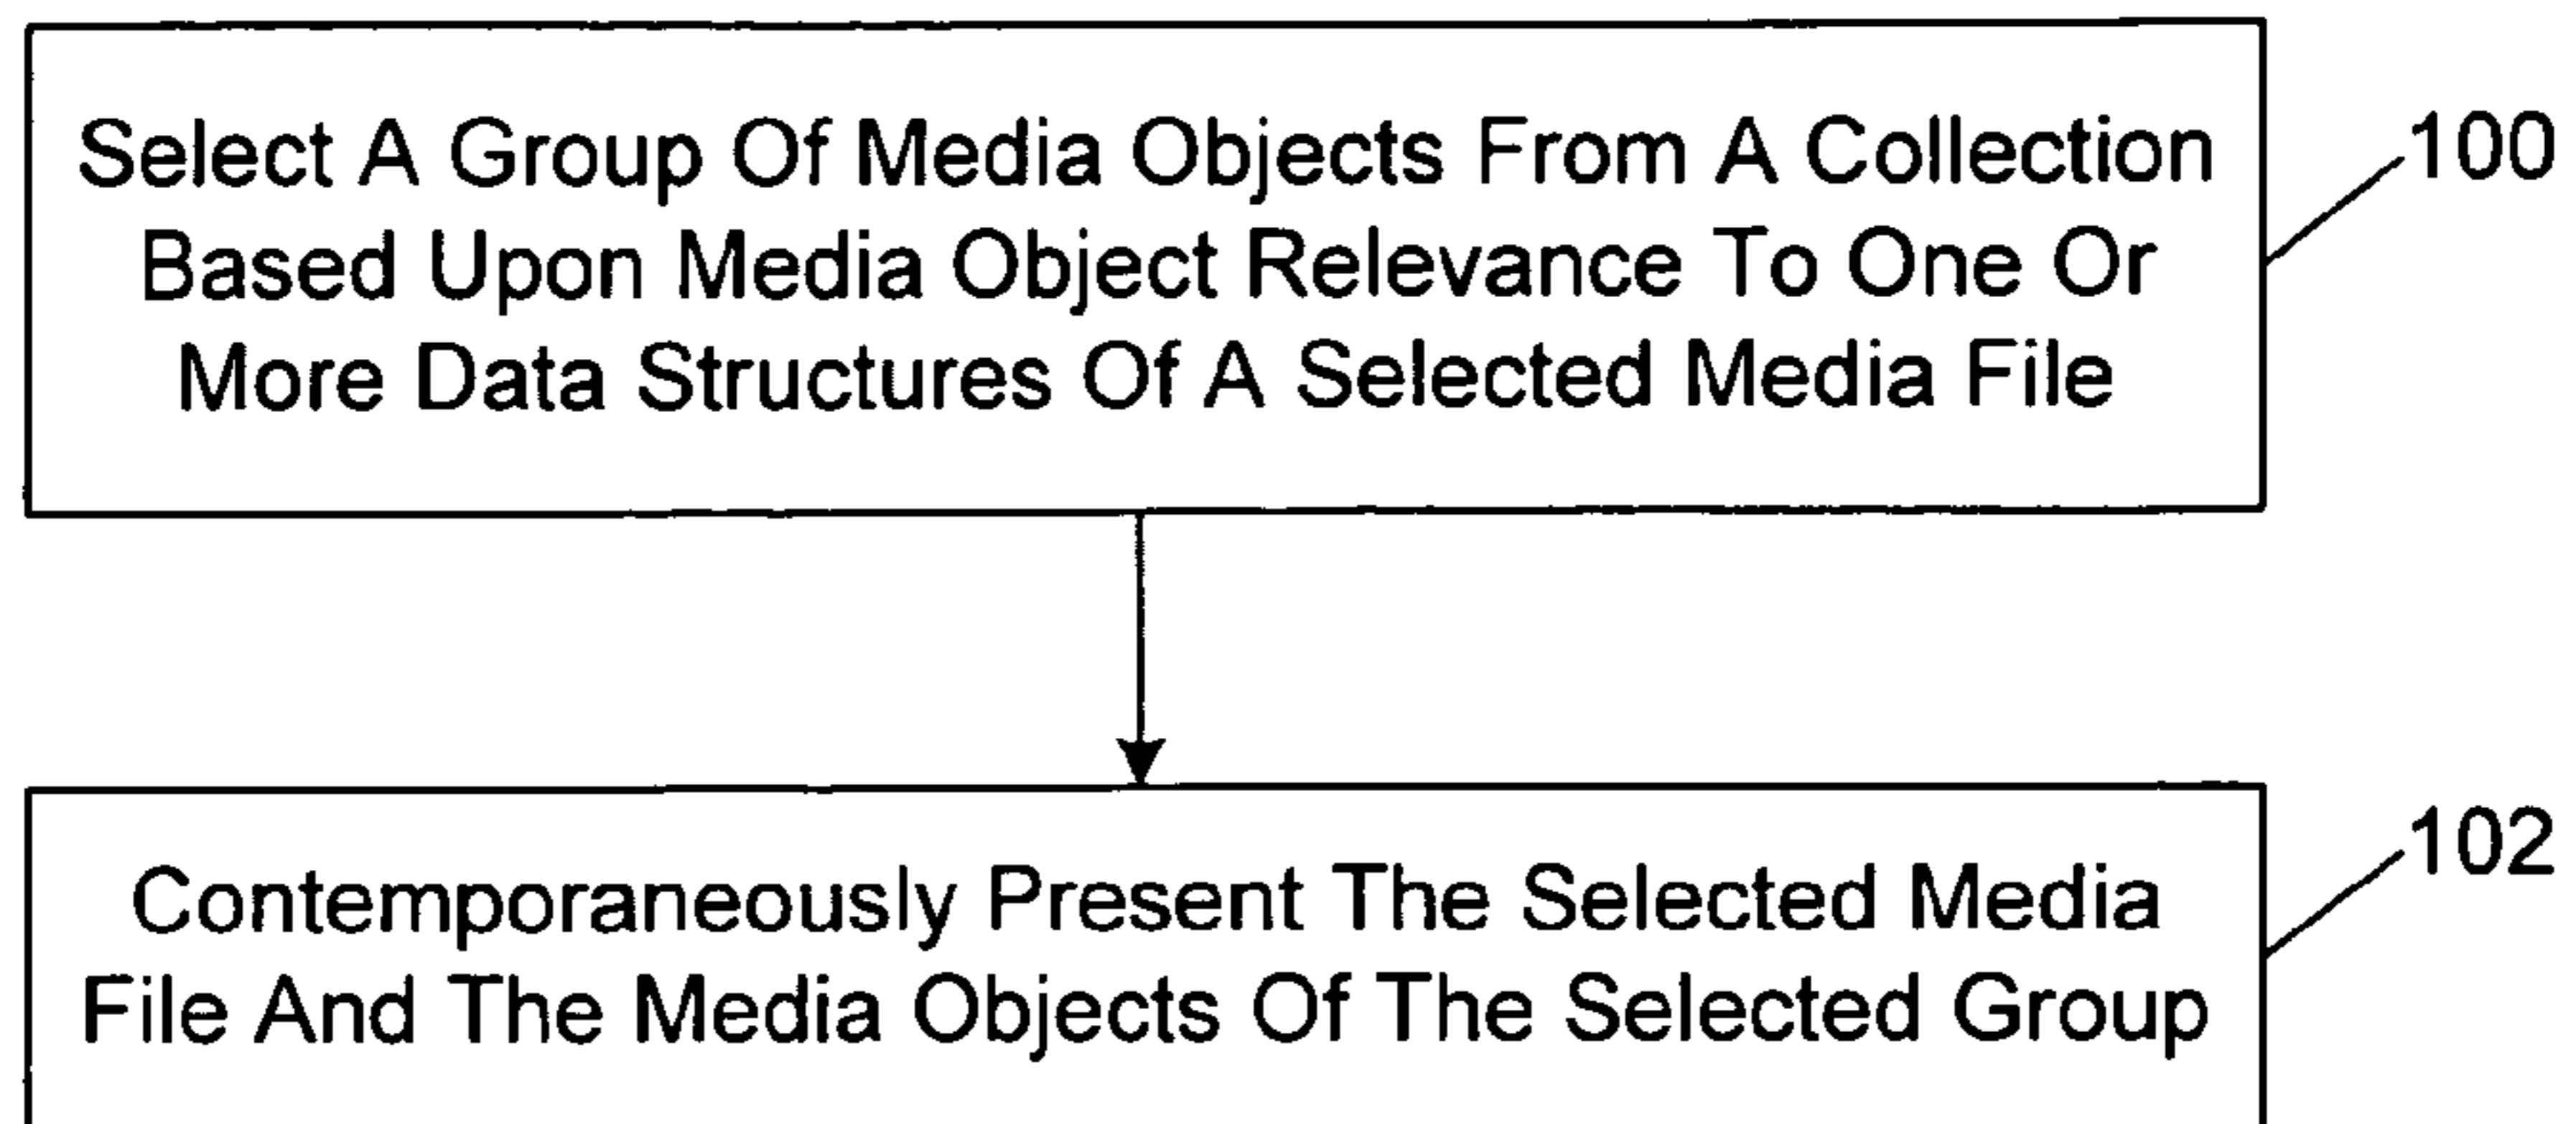 Select A Group Of Media Objects From A Collection
Based Upon Media Object Relevance To One Or
More Data Structures Of A Selected Media File
100
Contemporaneously Present The Selected Media
File And The Media Objects Of The Selected Group
102